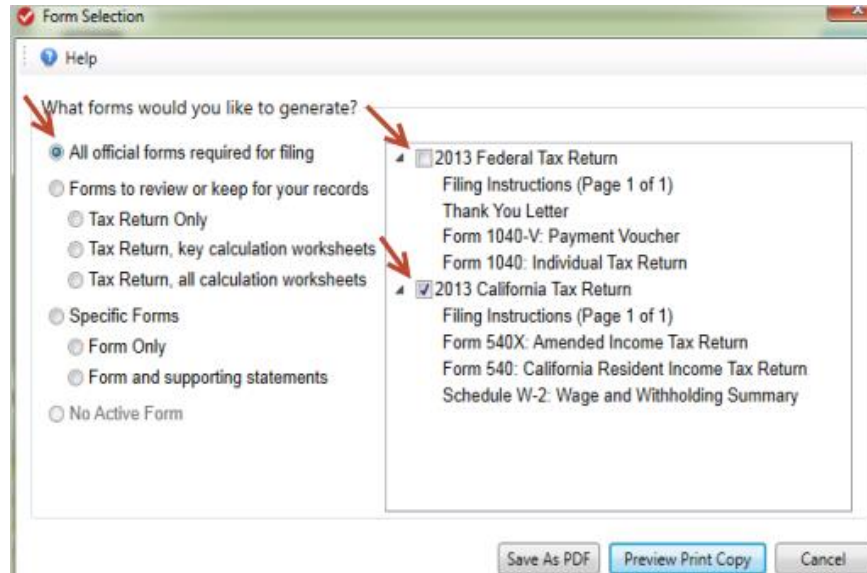 Form Selection
Help
What forms would you like to generate?
All official forms required for filing
Forms to review or keep for your records
Tax Return Only
Tax Return, key calculation worksheets
Tax Return, all calculation worksheets
Specific Forms
Form Only
Form and supporting statements
No Active Form
2013 Federal Tax Return
Filing Instructions (Page 1 of 1)
Thank You Letter
Form 1040-V: Payment Voucher
Form 1040: Individual Tax Return
2013 California Tax Return
Filing Instructions (Page 1 of 1)
Form 540X: Amended Income Tax Return
Form 540: California Resident Income Tax Return
Schedule W-2: Wage and Withholding Summary
Save As PDF
Preview Print Copy
Cancel